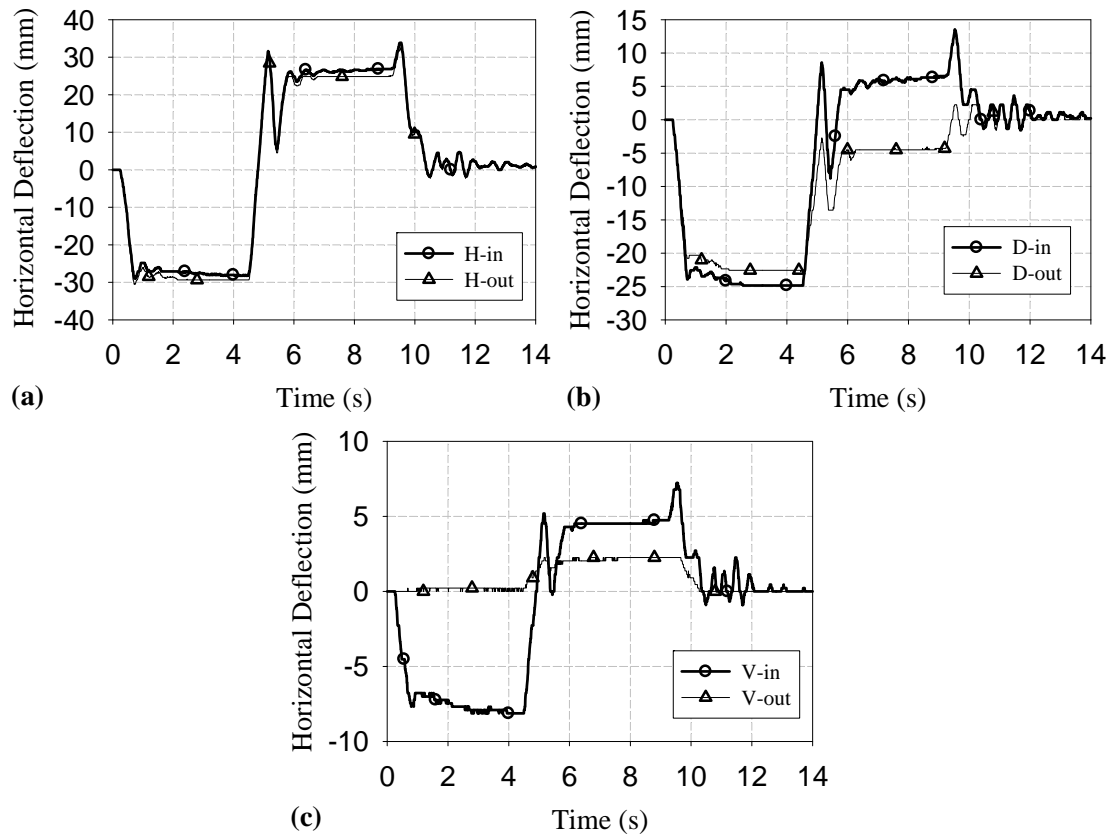 40
30
20
10
0
-10
-20
-30
-40
Horizontal Deflection (mm)
H-in
H-out
0 2 4 6 8 10 12 14
Time (s)
(a)
15
10
5
0
-5
-10
-15
-20
-25
-30
Horizontal Deflection (mm)
D-in
D-out
0 2 4 6 8 10 12 14
Time (s)
(b)
10
5
0
-5
-10
Horizontal Deflection (mm)
V-in
V-out
0 2 4 6 8 10 12 14
Time (s)
(c)